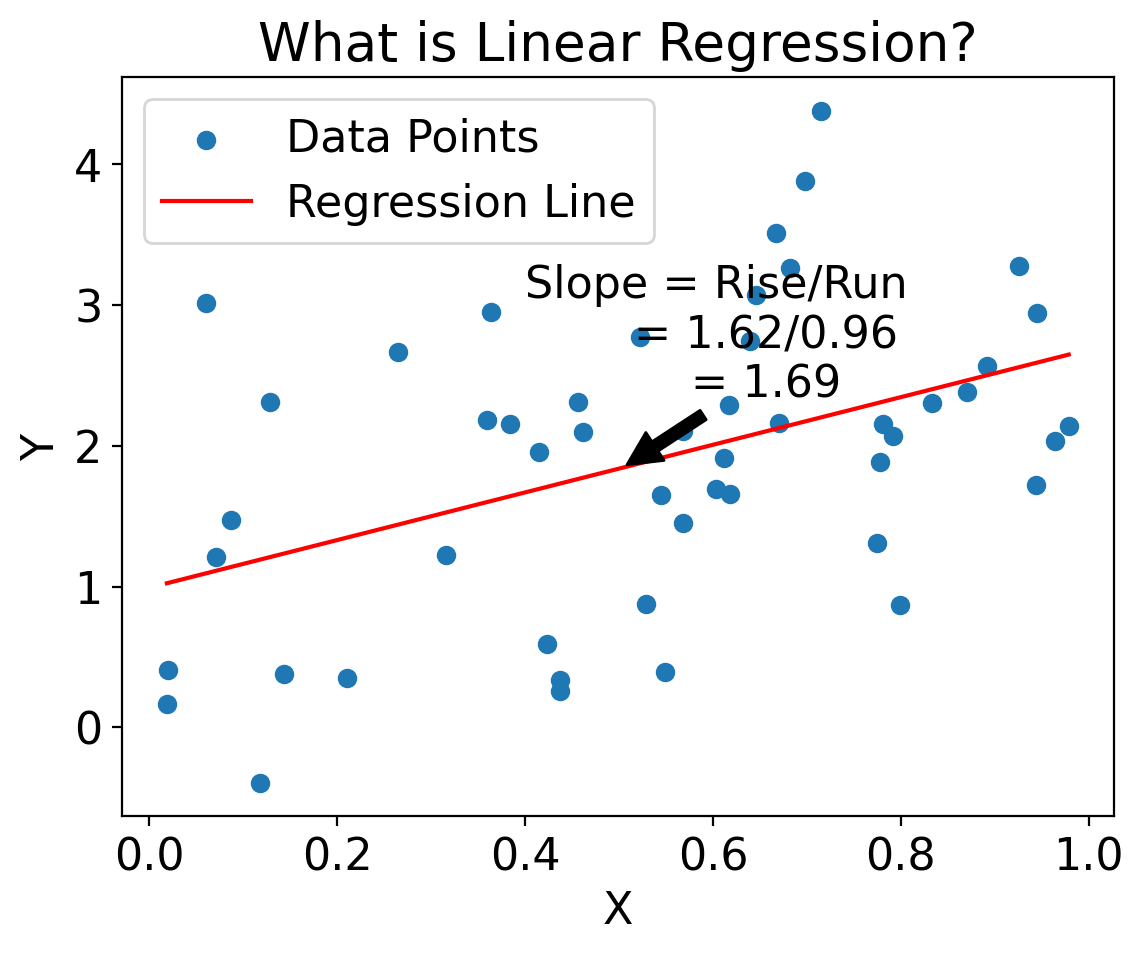 What is Linear Regression?
Data Points
Regression Line
Slope = Rise/Run
= 1.62/0.96
= 1.69
Y
4
3
2
1
0
0.0 0.2 0.4 0.6 0.8 1.0
X